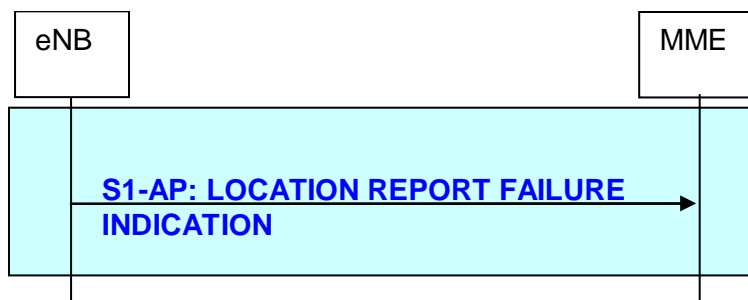 eNB
MME
S1-AP: LOCATION REPORT FAILURE
INDICATION